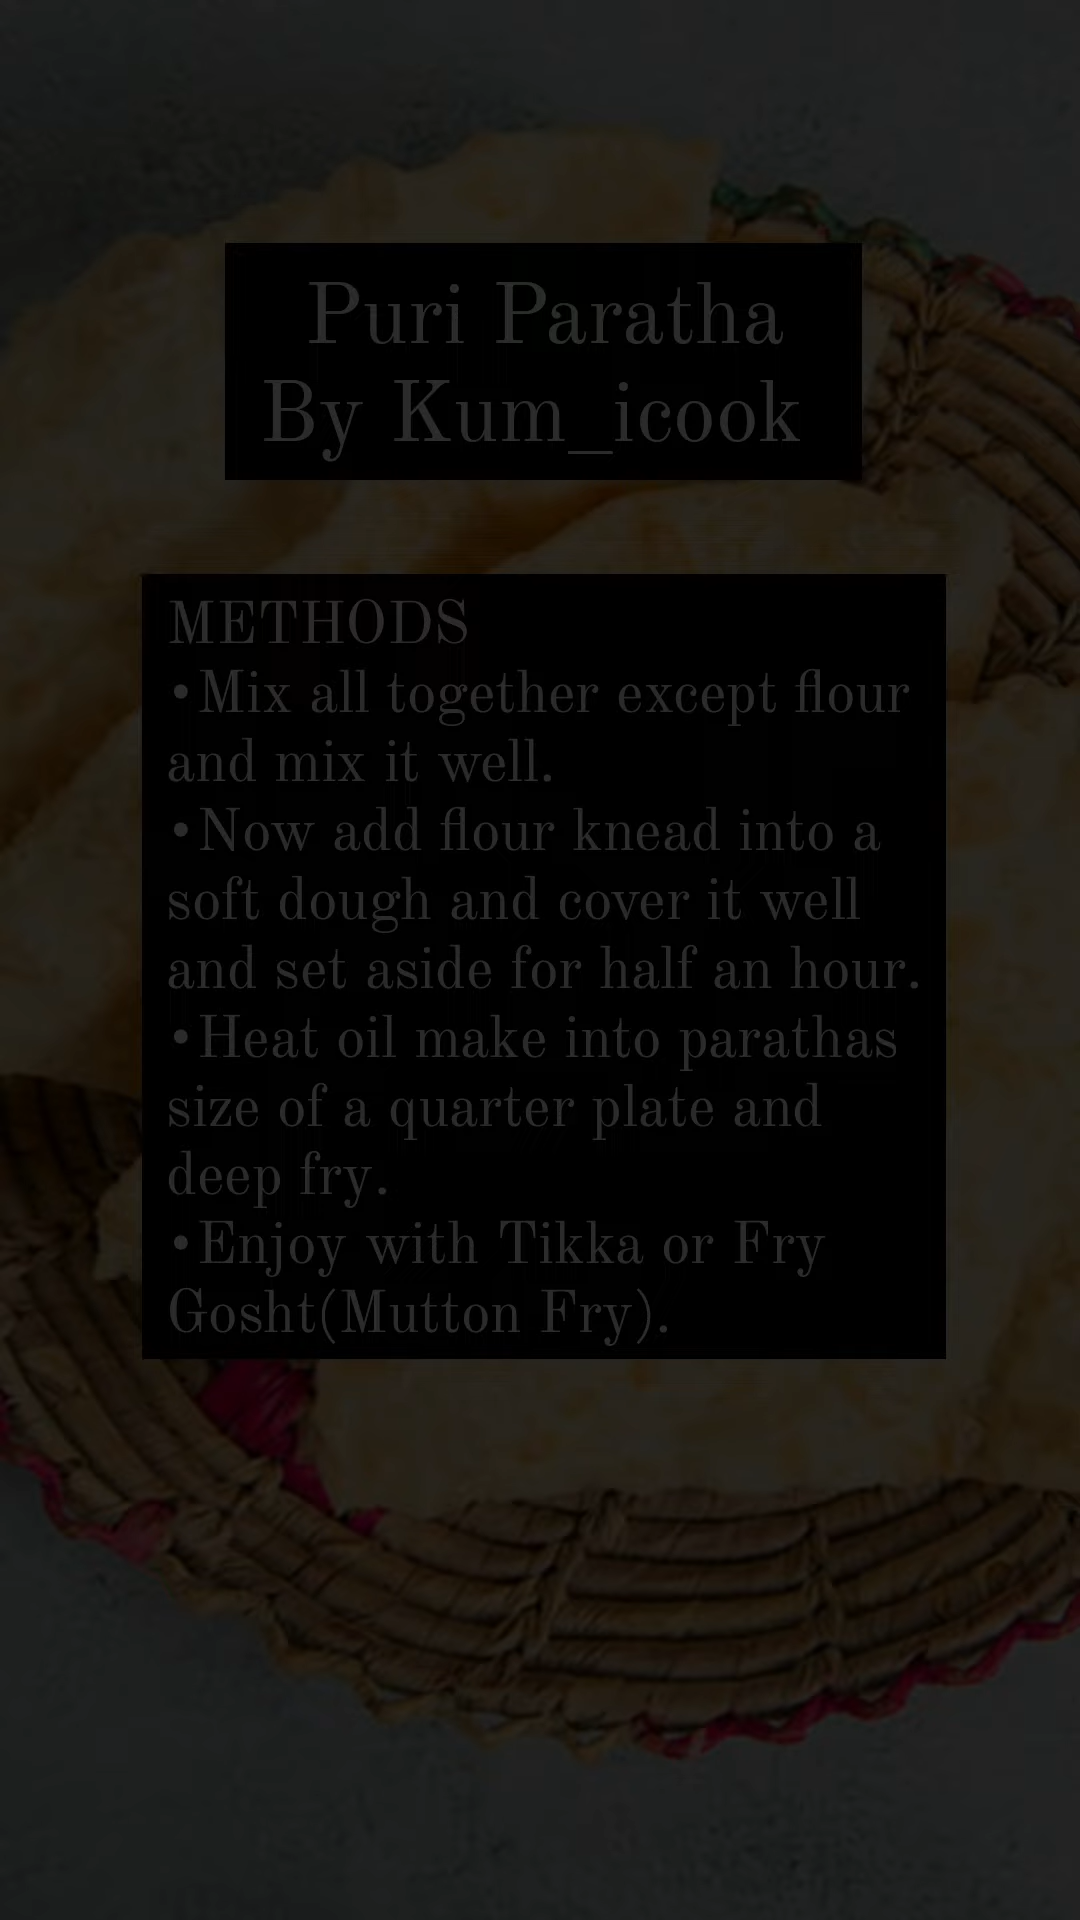 Puri Paratha
By Kum_icook
METHODS
•Mix all together except flour
and mix it well.
•Now add flour knead into a
soft dough and cover it well
and set aside for half an hour.
•Heat oil make into parathas
size of a quarter plate and
deep fry.
•Enjoy with Tikka or Fry
Gosht(Mutton Fry).